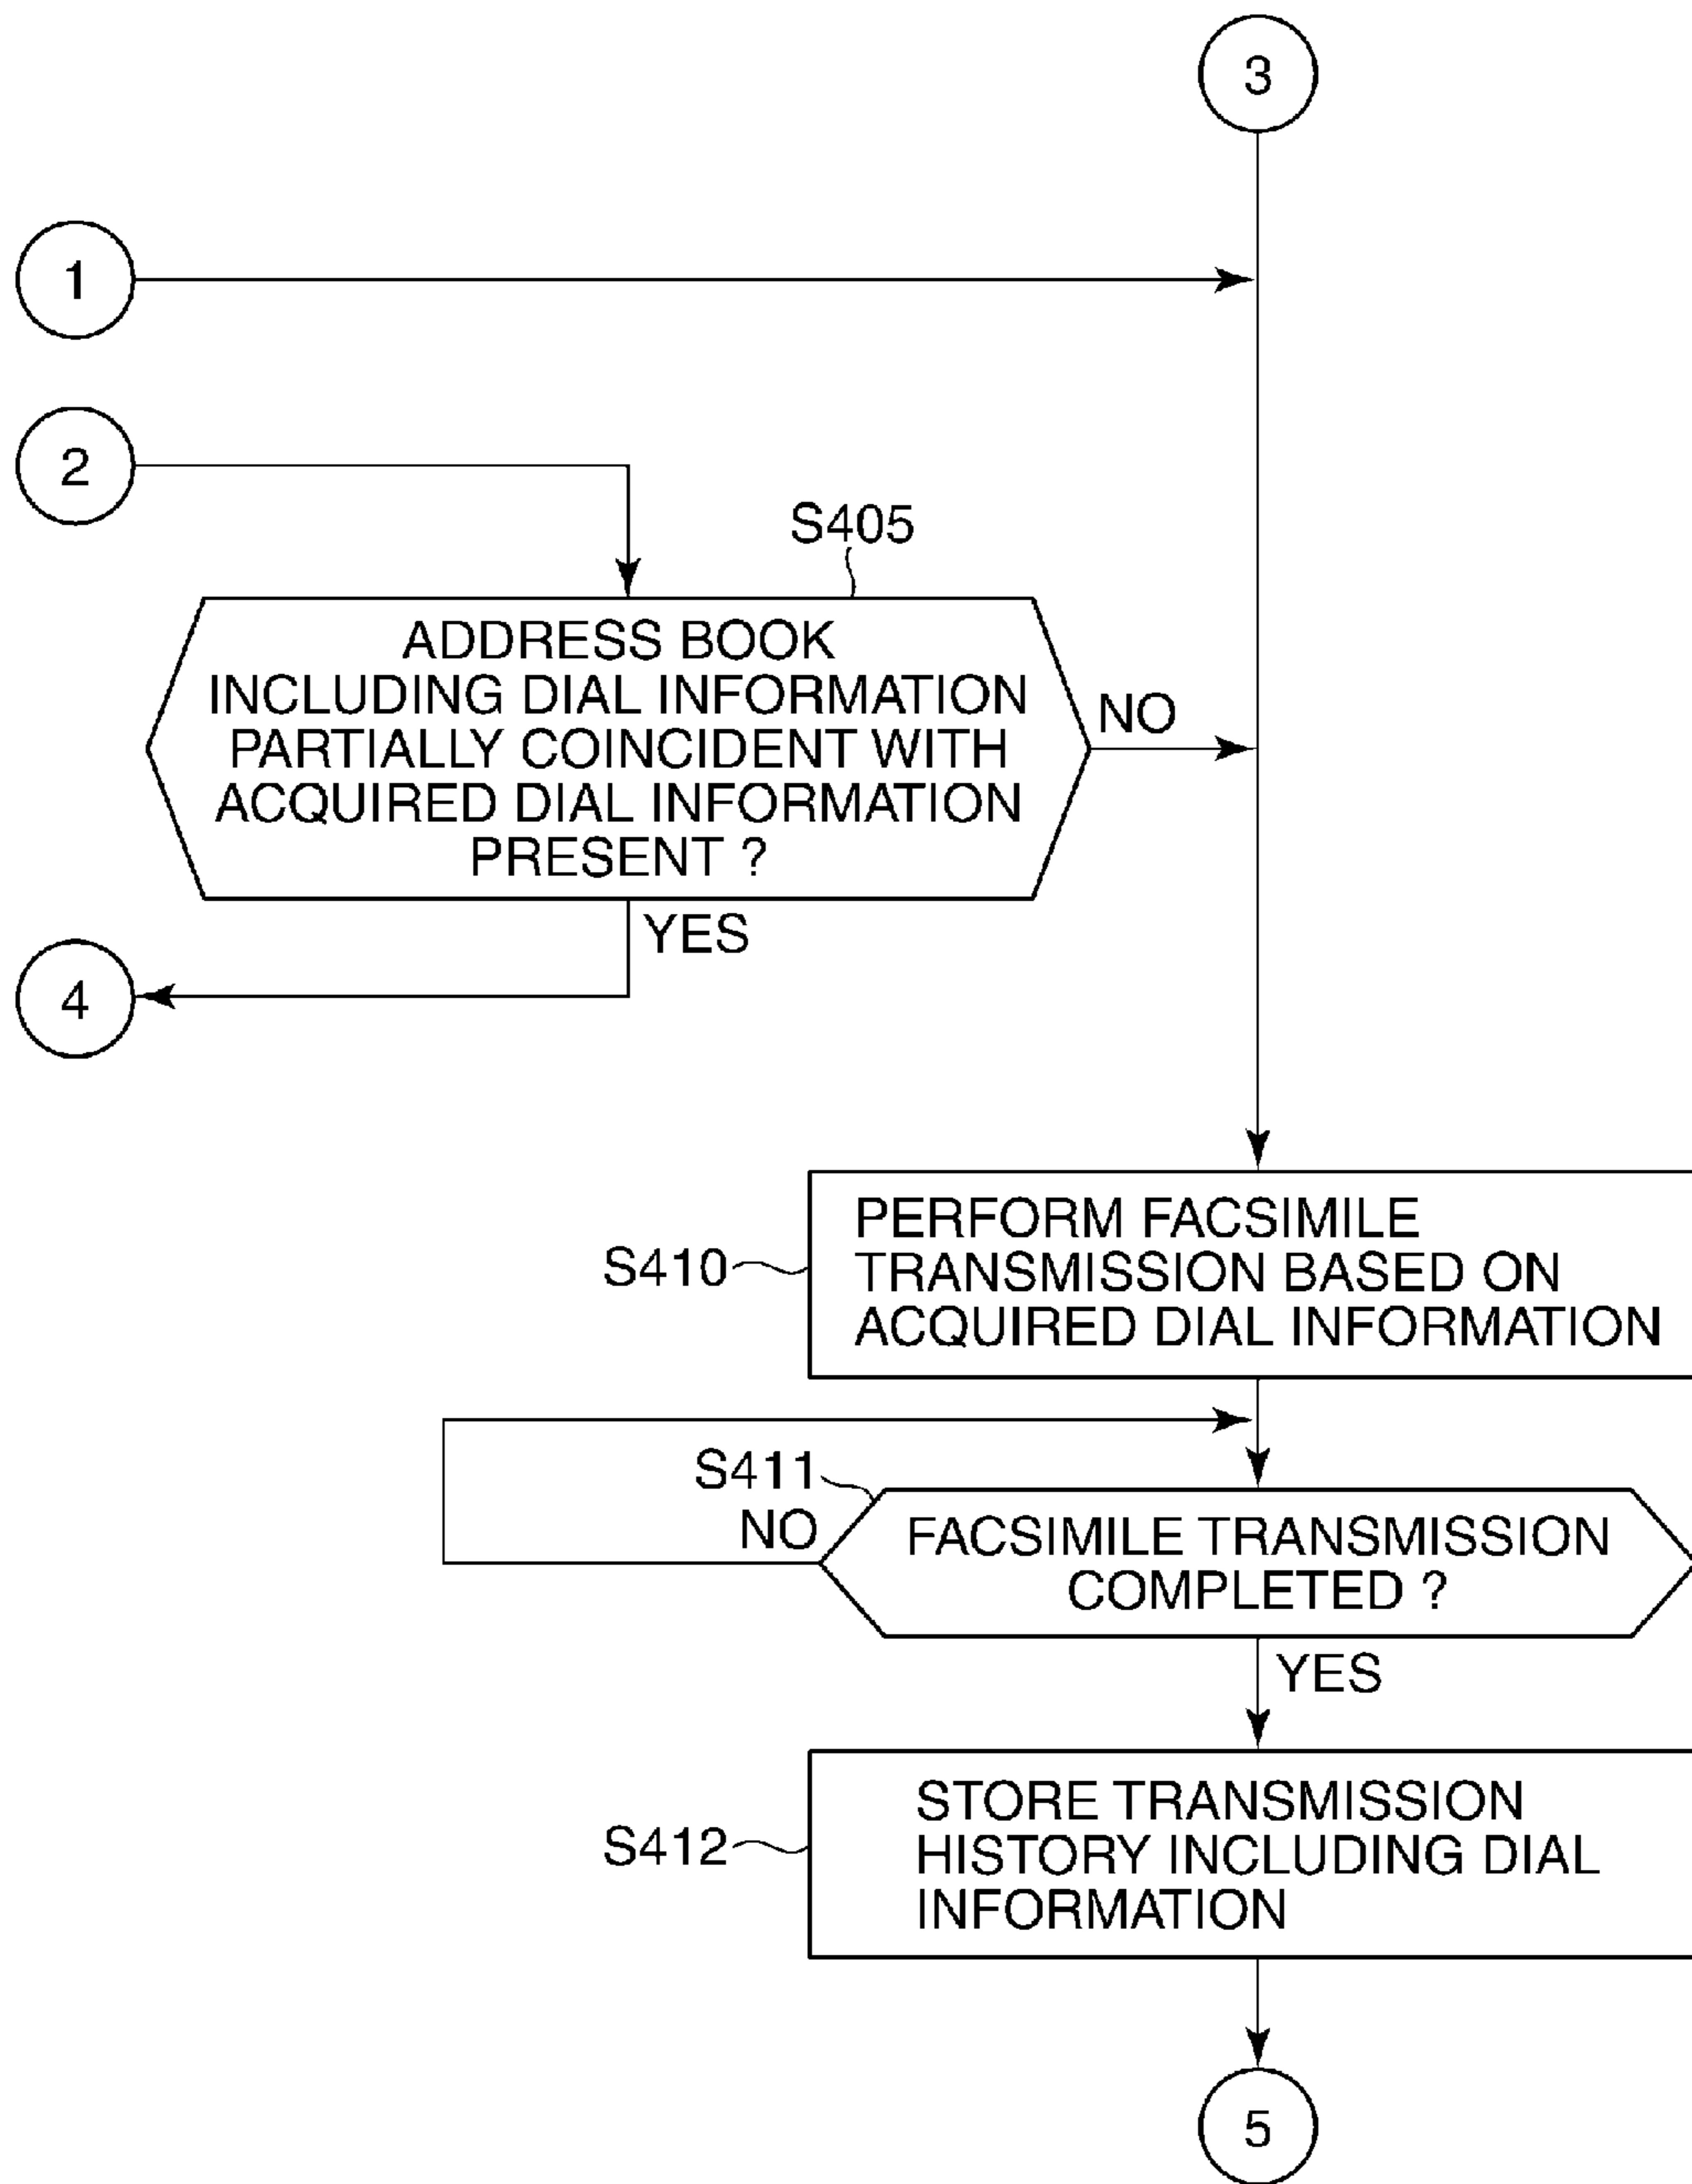 3
1
2
S405
ADDRESS BOOK
INCLUDING DIAL INFORMATION
PARTIALLY COINCIDENT WITH
ACQUIRED DIAL INFORMATION
PRESENT ?
NO
YES
4
S410
PERFORM FACSIMILE
TRANSMISSION BASED ON
ACQUIRED DIAL INFORMATION
S411
NO
FACSIMILE TRANSMISSION
COMPLETED ?
YES
S412
STORE TRANSMISSION
HISTORY INCLUDING DIAL
INFORMATION
5